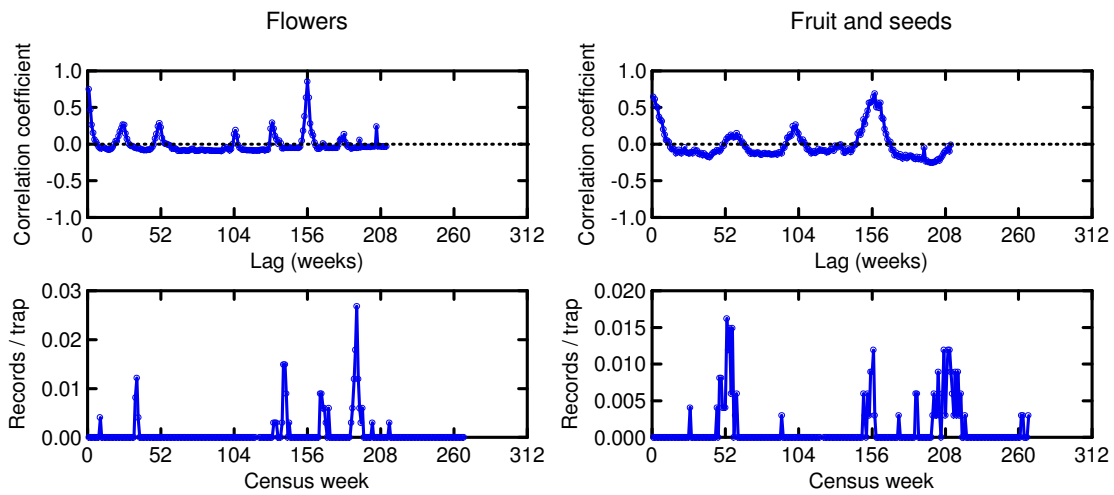 Flowers
Fruit and seeds
Correlation coefficient
1.0
0.5
0.0
-0.5
-1.0
0 52 104 156 208 260 312
Lag (weeks)
Correlation coefficient
1.0
0.5
0.0
-0.5
-1.0
0 52 104 156 208 260 312
Lag (weeks)
Records / trap
0.03
0.02
0.01
0.00
0 52 104 156 208 260 312
Census week
Records / trap
0.020
0.015
0.010
0.005
0.000
0 52 104 156 208 260 312
Census week